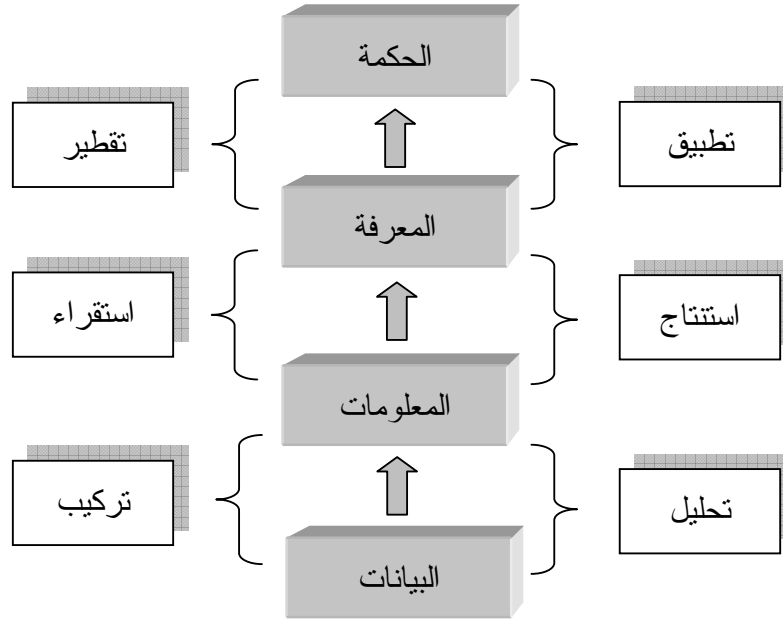 الحكمة
تطبيق
تقطير
المعرفة
استنتاج
استقراء
المعلومات
تحليل
تركيب
البيانات